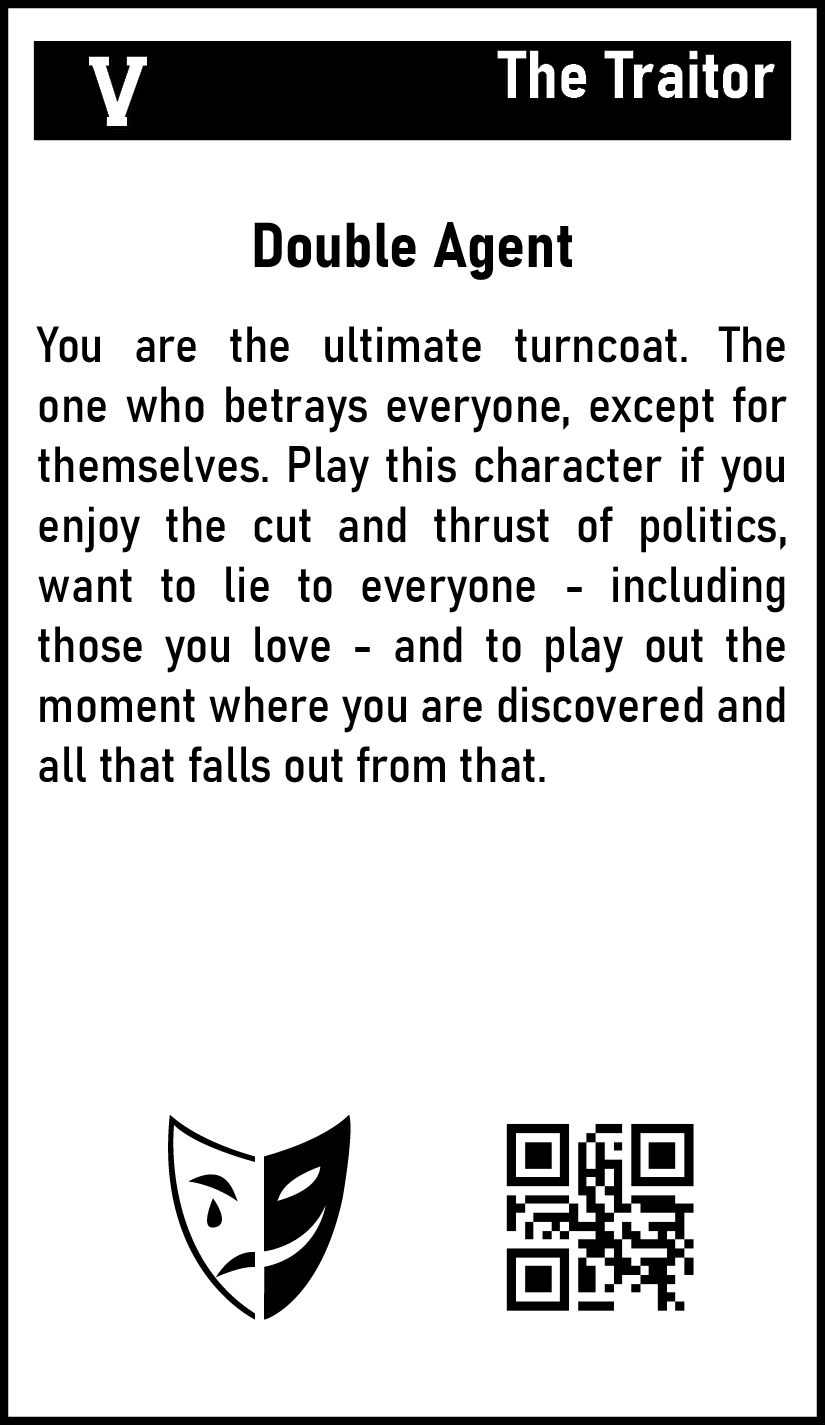 V
The Traitor
Double Agent
You are the ultimate turncoat. The
one who betrays everyone, except for
themselves. Play this character if you
enjoy the cut and thrust of politics,
want to lie to everyone - including
those you love - and to play out the
moment where you are discovered and
all that falls out from that.